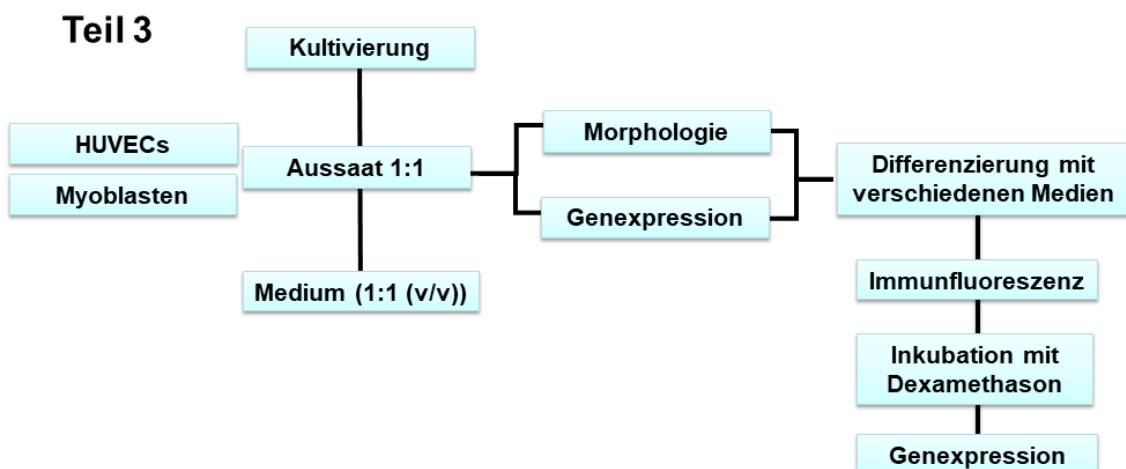 Teil 3
Kultivierung
HUVECs
Myoblasten
Aussaat 1:1
Medium (1:1 (v/v))
Morphologie
Genexpression
Differenzierung mit
verschiedenen Medien
Immunfluoreszenz
Inkubation mit
Dexamethason
Genexpression